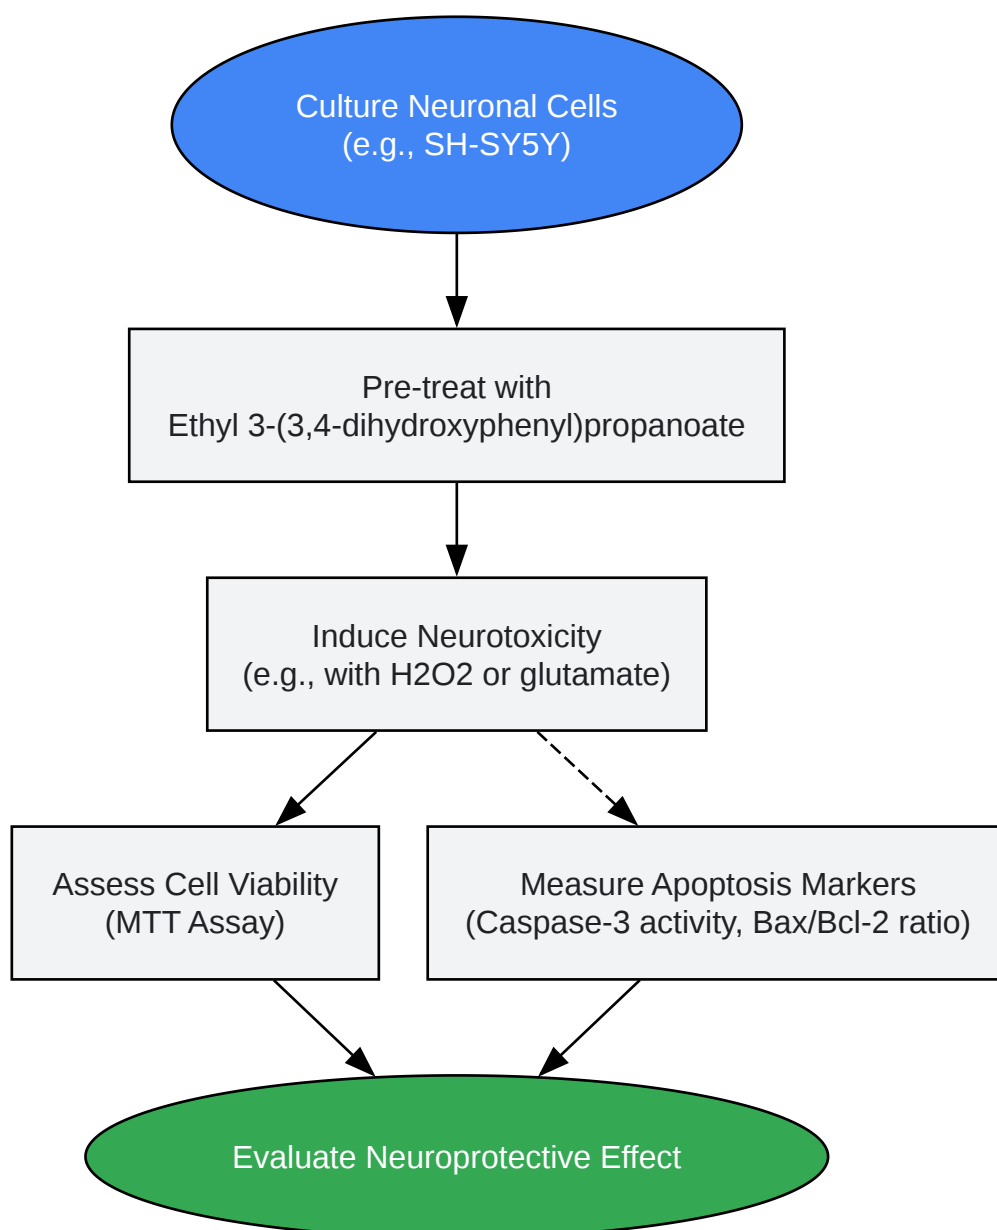 Culture Neuronal Cells
(e.g., SH-SY5Y)
Pre-treat with
Ethyl 3-(3,4-dihydroxyphenyl)propanoate
Induce Neurotoxicity
(e.g., with H2O2 or glutamate)
Assess Cell Viability
(MTT Assay)
Measure Apoptosis Markers
(Caspase-3 activity, Bax/Bcl-2 ratio)
Evaluate Neuroprotective Effect